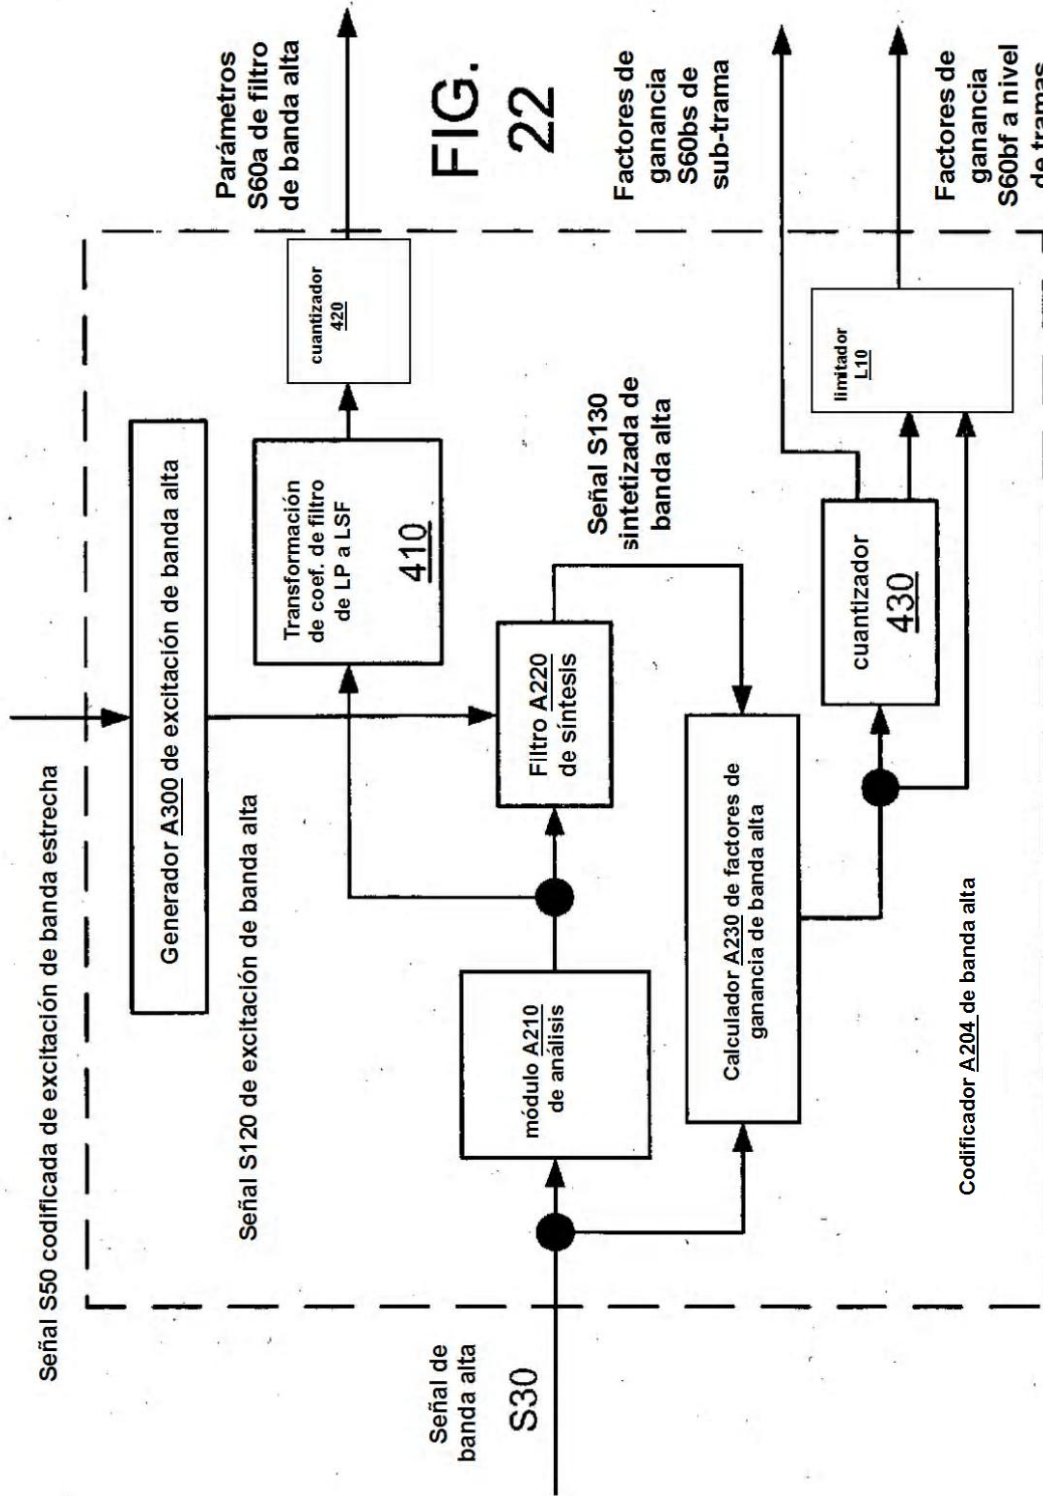 Señal S50 codificada de excitación de banda estrecha
Generador A300 de excitación de banda alta
Señal S120 de excitación de banda alta
Parámetros
S60a de filtro
de banda alta
cuantizador
420
Transformación
de coef. de filtro
de LP a LSF
410
FIG.
22
Señal de
banda alta
S30
módulo A210
de análisis
Filtro A220
de síntesis
Señal S130
sintetizada de
banda alta
Factores de
ganancia
S60bs de
sub-trama
Calculador A230 de factores de
ganancia de banda alta
cuantizador
430
limitador
L10
Factores de
ganancia
S60bf a nivel
de tramas
Codificador A204 de banda alta